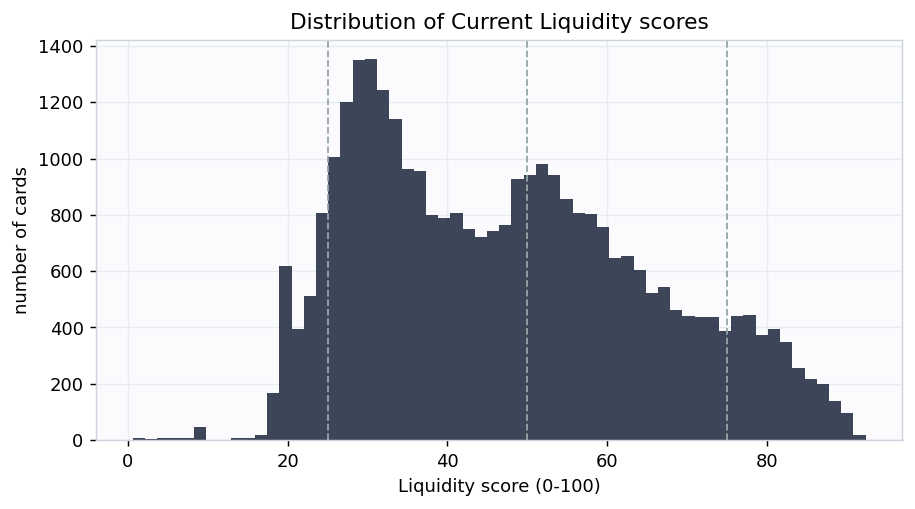 Distribution of Current Liquidity scores
number of cards
1400
1200
1000
800
600
400
200
0
0 20 40 60 80
Liquidity score (0-100)